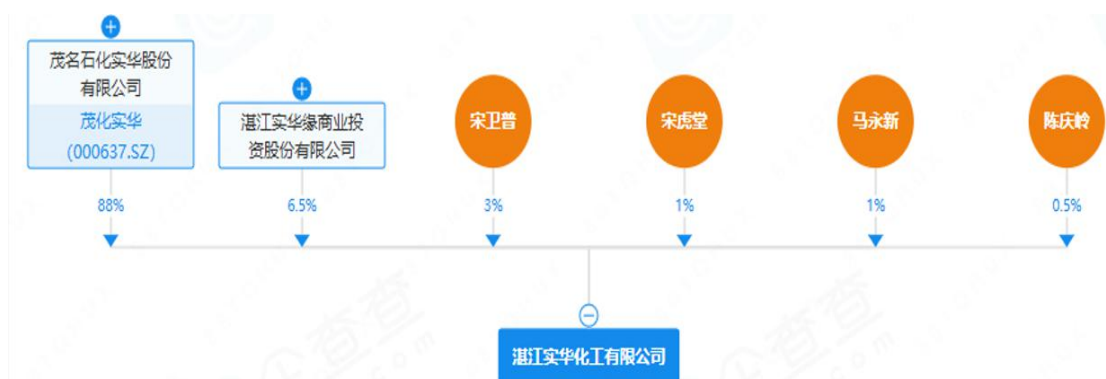 茂名石化实华股份
有限公司
茂化实华
(000637.SZ)
湛江实华缘商业投
资股份有限公司
宋卫普
宋虎堂
马永新
陈庆岭
88%
6.5%
3%
1%
1%
0.5%
湛江实华化工有限公司